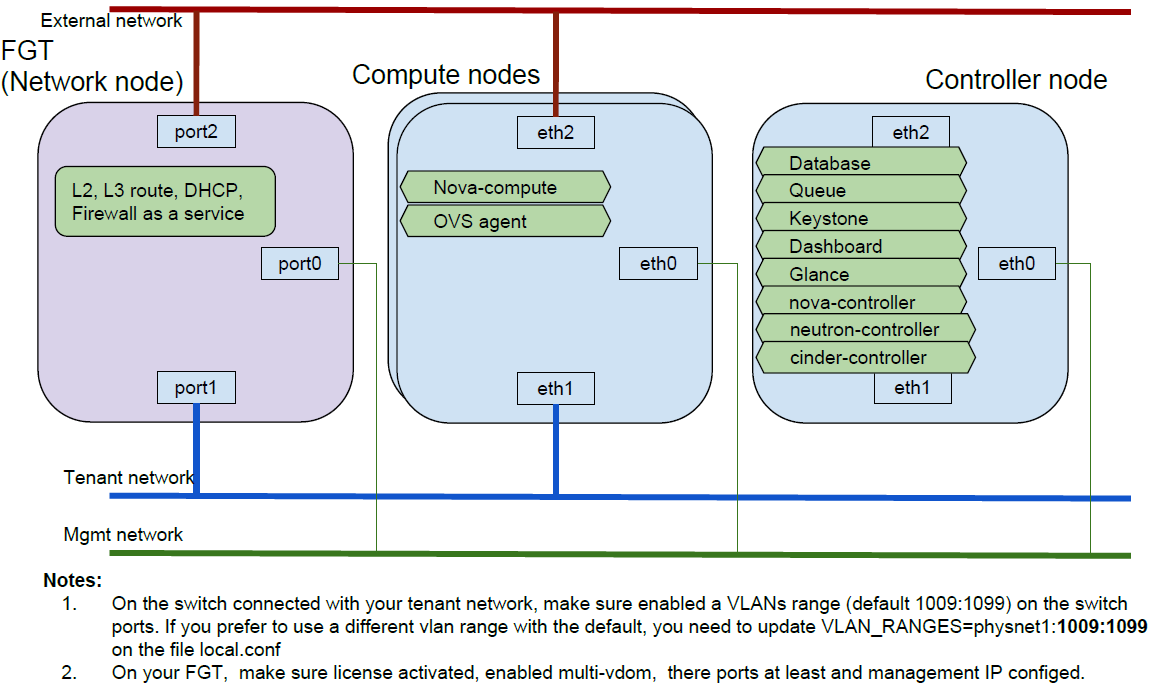 External network
FGT
(Network node)
Compute nodes
Controller node
port2
L2, L3 route, DHCP,
Firewall as a service
port0
port1
eth2
Nova-compute
OVS agent
eth0
eth1
eth2
Database
Queue
Keystone
Dashboard
Glance
nova-controller
neutron-controller
cinder-controller
eth0
eth1
Tenant network
Mgmt network
Notes:
1. On the switch connected with your tenant network, make sure enabled a VLANs range (default 1009:1099) on the switch
ports. If you prefer to use a different vlan range with the default, you need to update VLAN_RANGES=physnet1:1009:1099
on the file local.conf
2. On your FGT, make sure license activated, enabled multi-vdom, there ports at least and management IP configed.